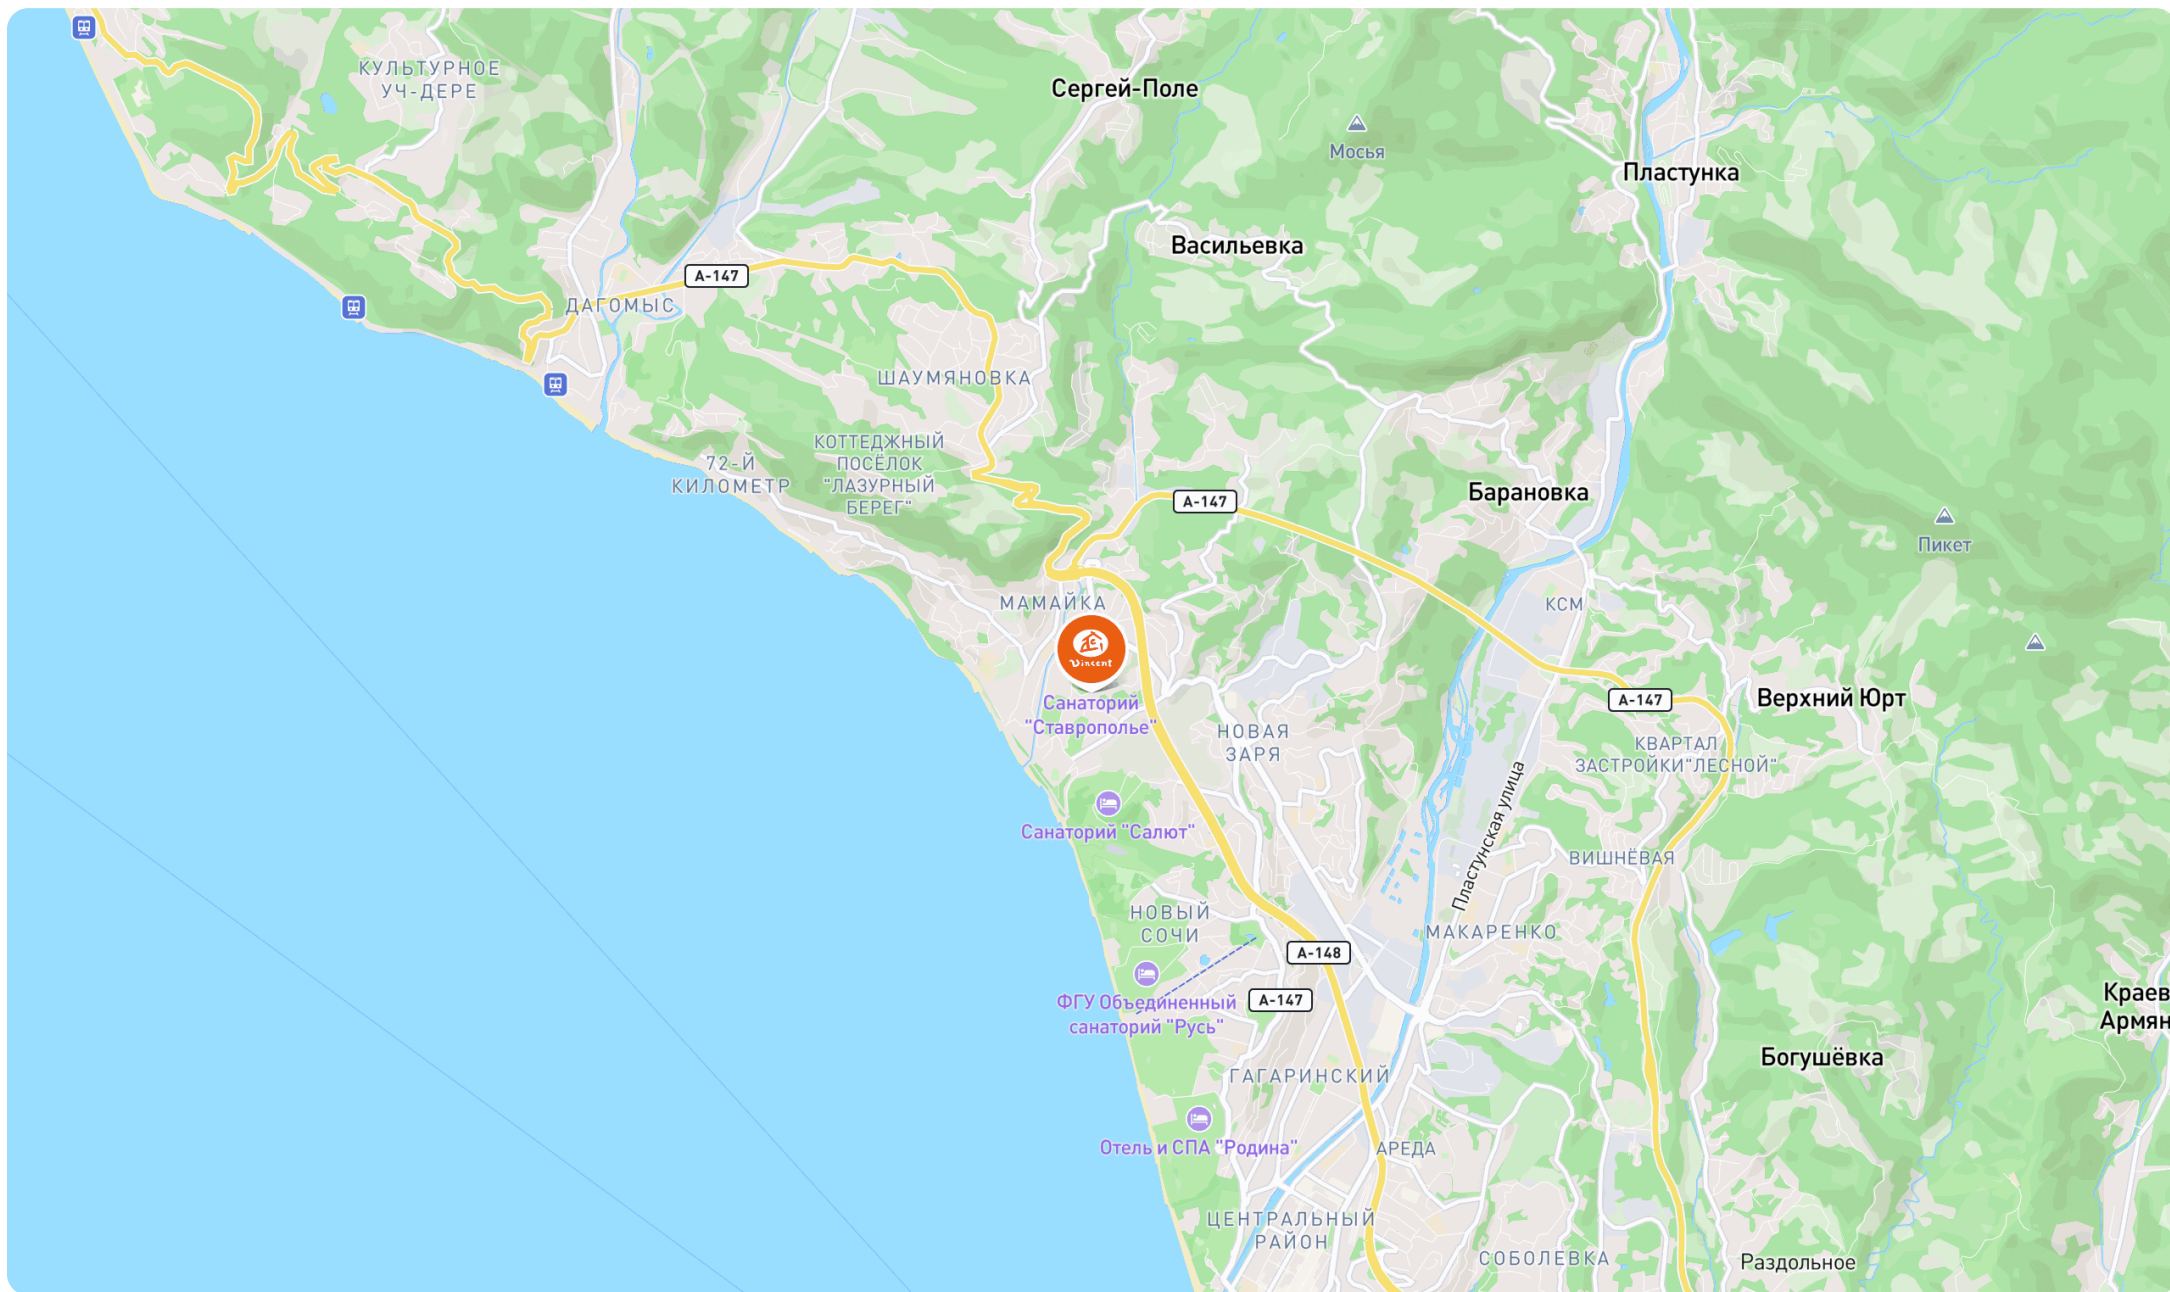 КУЛЬТУРНОЕ
УЧ-ДЕРЕ
Сергей-Поле
Мосья
Пластунка
Васильевка
А-147
ДАГОМЫС
ШАУМЯНОВКА
КОТТЕДЖНЫЙ
ПОСЁЛОК
"ЛАЗУРНЫЙ
БЕРЕГ"
72-Й
КИЛОМЕТР
А-147
Барановка
Пикет
МАМАЙКА
КСМ
Vincent
Санаторий
"Ставрополье"
А-147
Верхний Юрт
НОВАЯ
ЗАРЯ
КВАРТАЛ
ЗАСТРОЙКИ"ЛЕСНОЙ"
Пластунская улица
Санаторий "Салют"
ВИШНЁВАЯ
НОВЫЙ
СОЧИ
МАКАРЕНКО
А-148
ФГУ Объединенный
санаторий "Русь"
А-147
Краев
Армян
Богушёвка
ГАГАРИНСКИЙ
Отель и СПА "Родина"
АРЕДА
ЦЕНТРАЛЬНЫЙ
РАЙОН
СОБОЛЕВКА
Раздольное